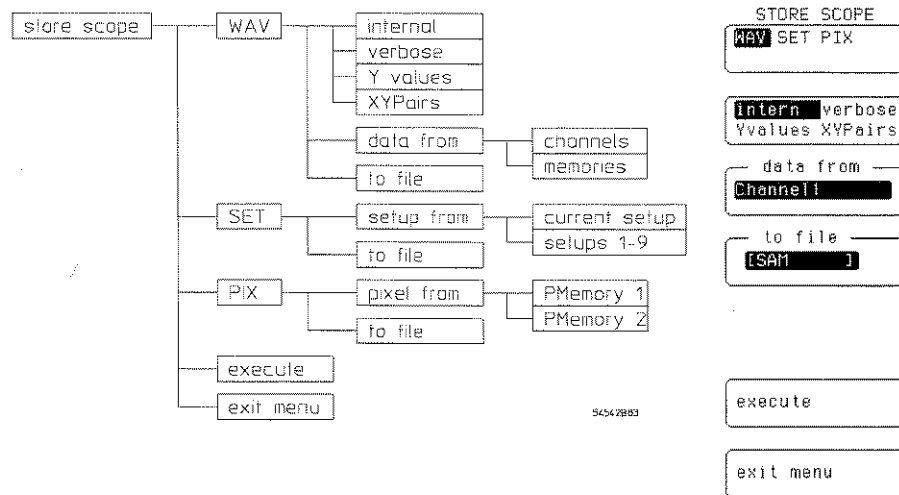 store scope
WAV
internal
verbose
Y values
XYPairs
data from
channels
memories
to file
SET
setup from
current setup
setups 1-9
to file
PIX
pixel from
PMemory 1
PMemory 2
to file
execute
exit menu
54542B83
STORE SCOPE
WAV SET PIX
intern verbose
Yvalues XYPairs
data from
Channel1
to file
[SAM ]
execute
exit menu